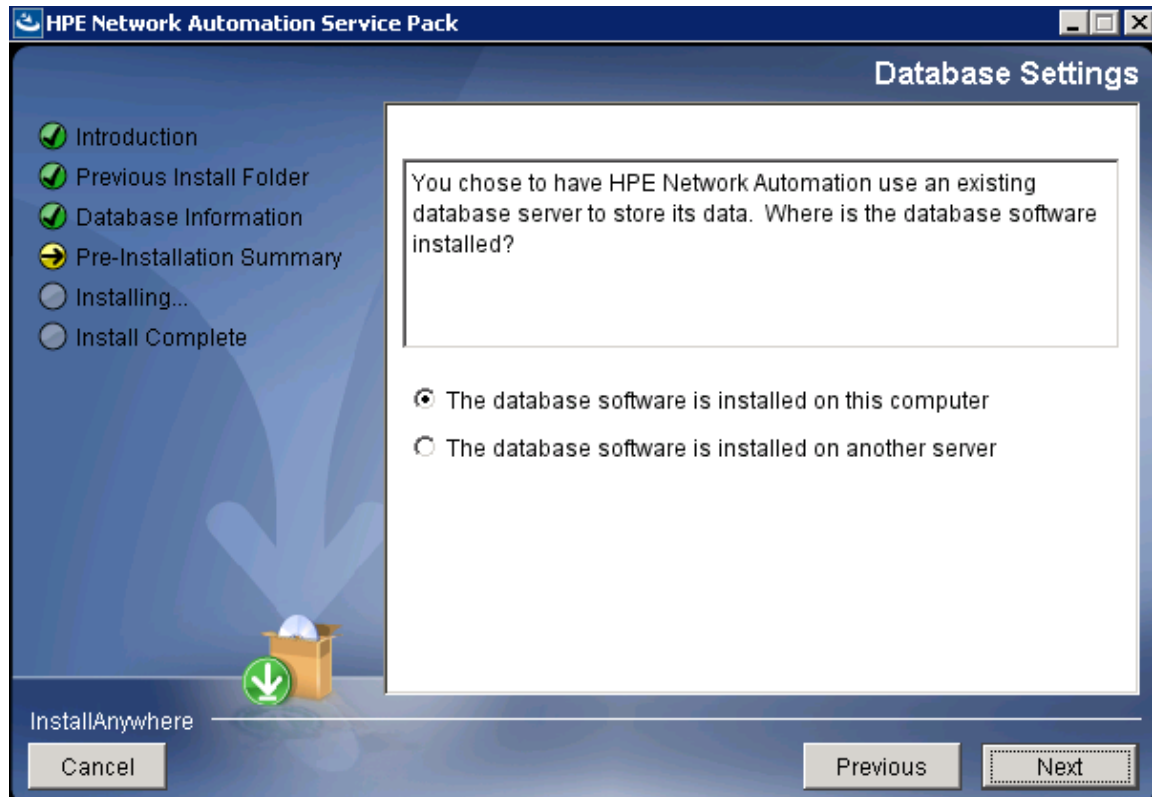 HPE Network Automation Service Pack
Database Settings
Introduction
Previous Install Folder
Database Information
Pre-Installation Summary
Installing...
Install Complete
You chose to have HPE Network Automation use an existing
database server to store its data.  Where is the database software
installed?
The database software is installed on this computer
The database software is installed on another server
InstallAnywhere
Cancel
Previous
Next